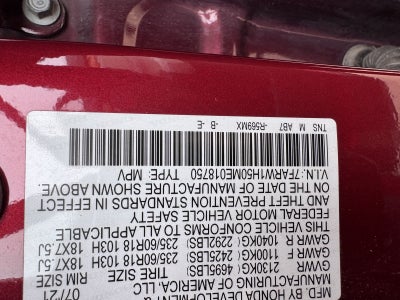 MFD BY HONDA DEVELOPMENT &
MANUFACTURING OF AMERICA, LLC 07/21
GVWR 2130KG( 4695LBS) TIRE SIZE RIM SIZE
GAWR F 1100KG( 2425LBS) 235/60R18 103H 18X7.5J
GAWR R 1040KG( 2292LBS) 235/60R18 103H 18X7.5J
THIS VEHICLE CONFORMS TO ALL APPLICABLE
FEDERAL MOTOR VEHICLE SAFETY
AND THEFT PREVENTION STANDARDS IN EFFECT
ON THE DATE OF MANUFACTURE SHOWN ABOVE.
V.I.N.: 7FARW1H50ME018750 TYPE: MPV
TNS M AB7 -R569MX -B -E